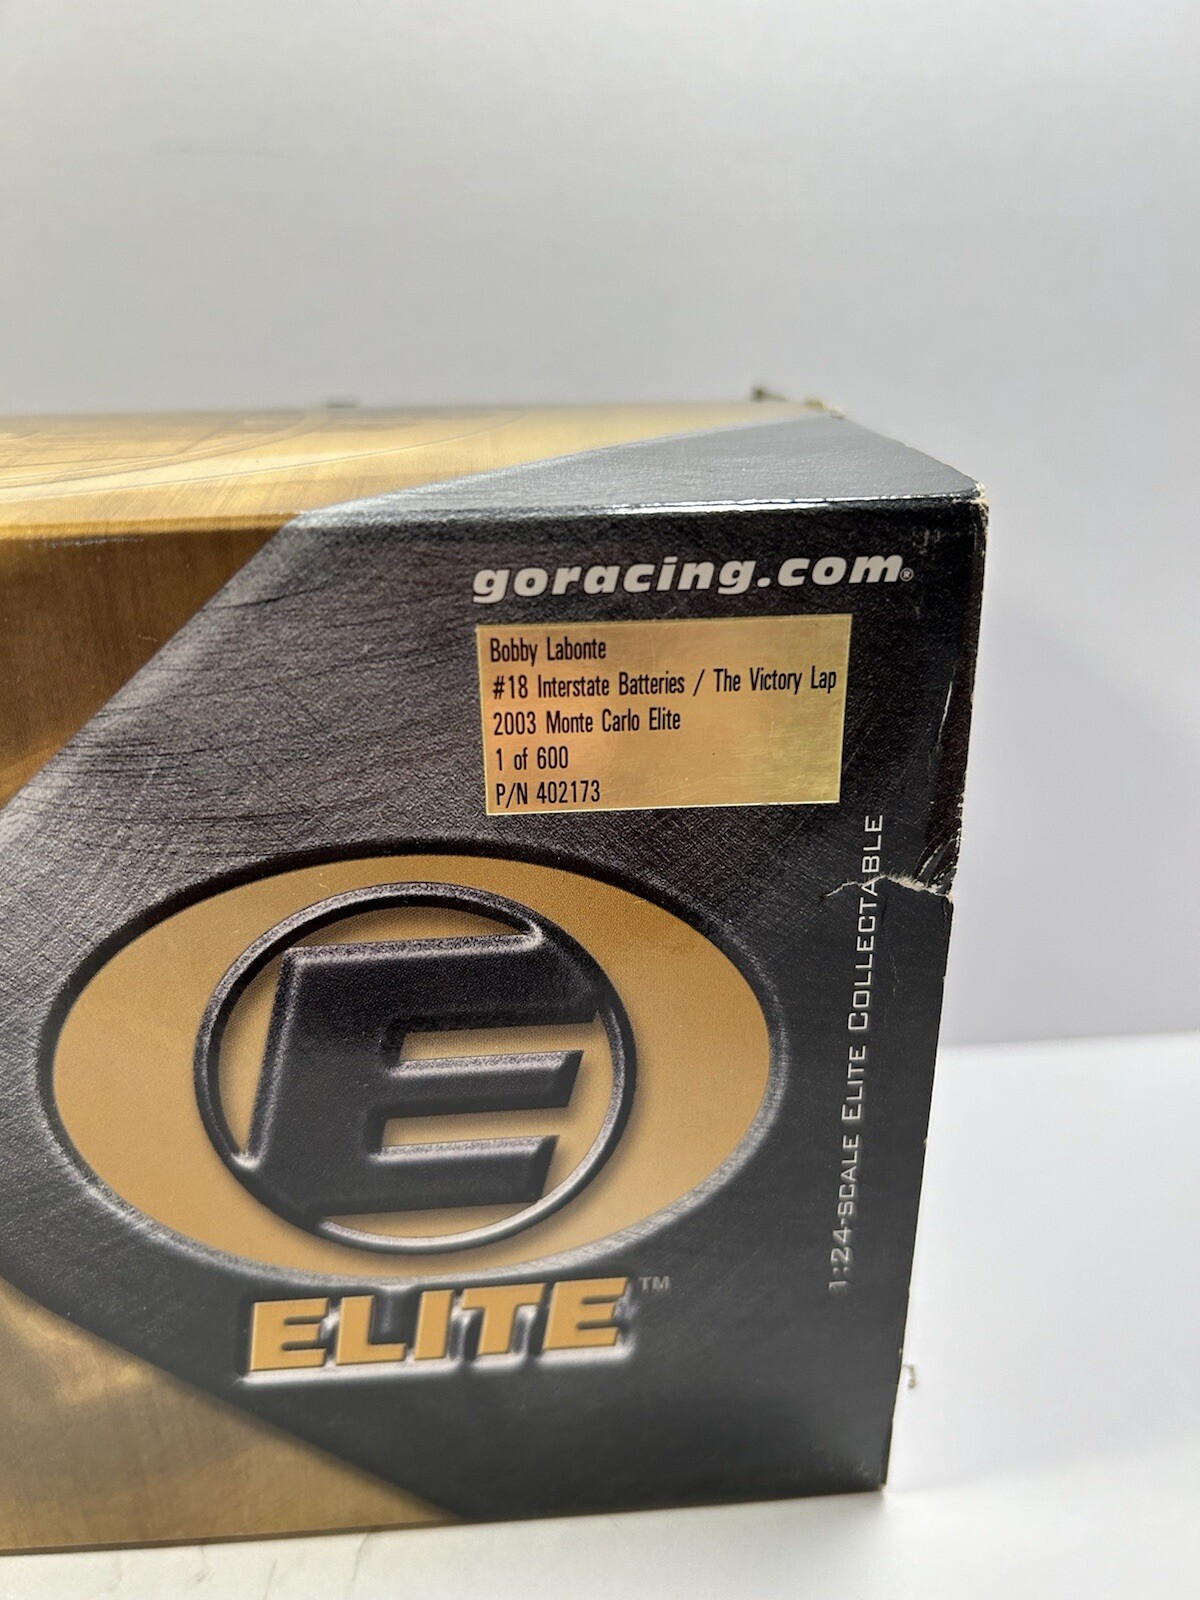 goracing.com®
Bobby Labonte
#18 Interstate Batteries / The Victory Lap
2003 Monte Carlo Elite
1 of 600
P/N 402173
E
ELITE™
1:24-SCALE ELITE COLLECTABLE